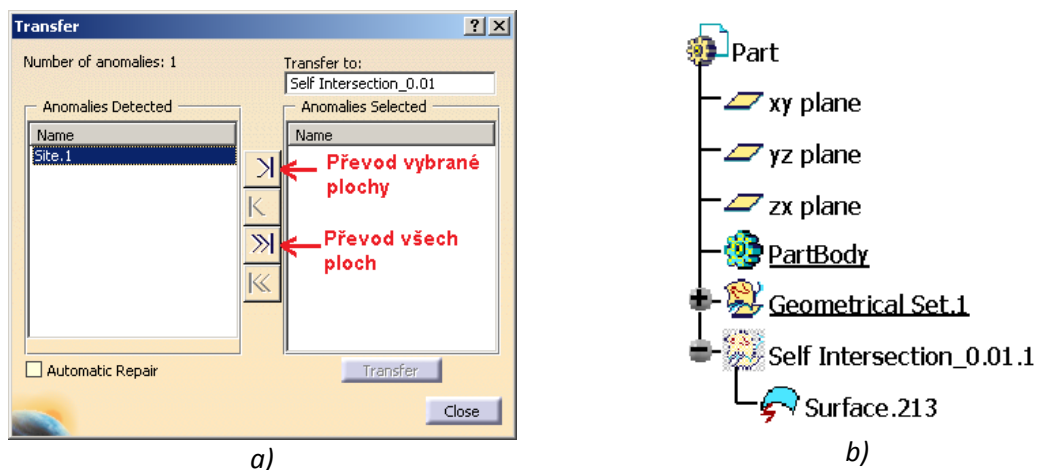 Transfer
Number of anomalies: 1
Transfer to:
Self Intersection_0.01
Anomalies Detected
Anomalies Selected
Name
Name
Site.1
Převod vybrané
plochy
Převod všech
ploch
Automatic Repair
Transfer
Close
a)
Part
xy plane
yz plane
zx plane
PartBody
Geometrical Set.1
Self Intersection_0.01.1
Surface.213
b)